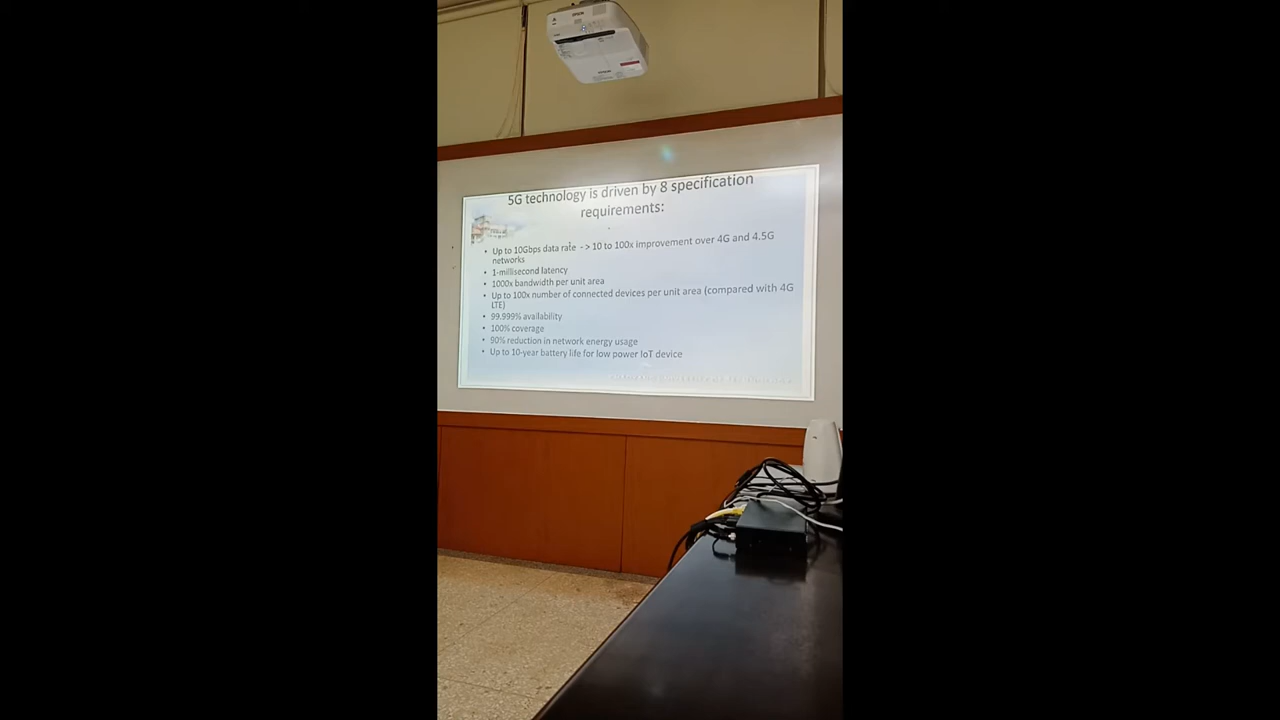 EPSON
5G technology is driven by 8 specification
requirements:
• Up to 10Gbps data rate - > 10 to 100x improvement over 4G and 4.5G
networks
• 1-millisecond latency
• 1000x bandwidth per unit area
• Up to 100x number of connected devices per unit area (compared with 4G
LTE)
• 99.999% availability
• 100% coverage
• 90% reduction in network energy usage
• Up to 10-year battery life for low power IoT device